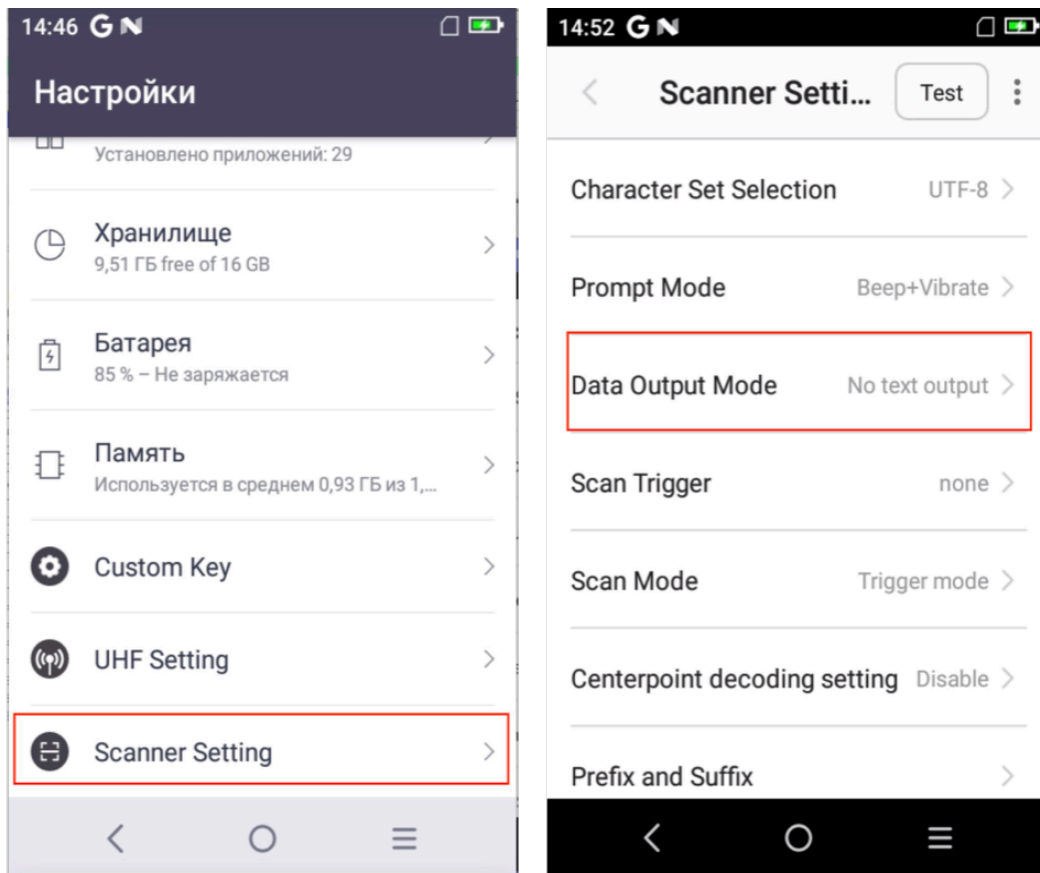 14:46 G N
Настройки
Установлено приложений: 29
Хранилище
9,51 ГБ free of 16 GB
Батарея
85 % – Не заряжается
Память
Используется в среднем 0,93 ГБ из 1,...
Custom Key
UHF Setting
Scanner Setting
14:52 G N
Scanner Setti...
Test
Character Set Selection UTF-8
Prompt Mode Beep+Vibrate
Data Output Mode No text output
Scan Trigger none
Scan Mode Trigger mode
Centerpoint decoding setting Disable
Prefix and Suffix